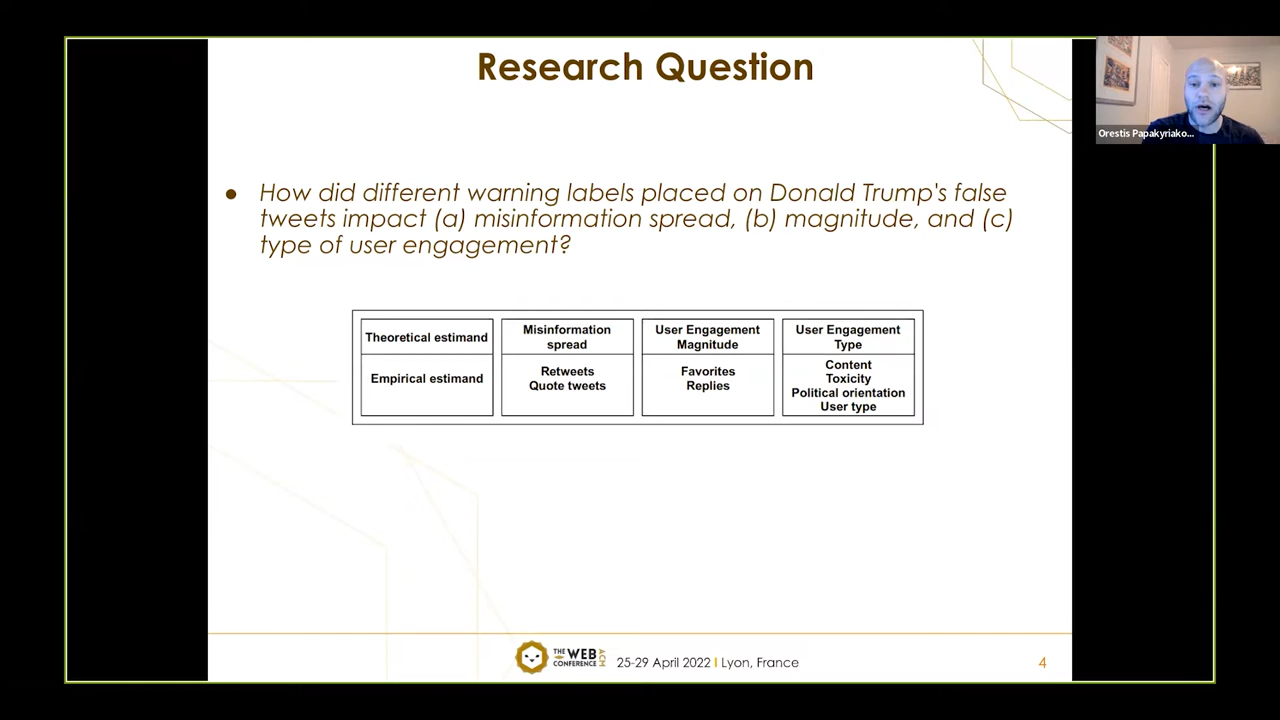 Research Question
Orestis Papakyriako...
● How did different warning labels placed on Donald Trump's false
tweets impact (a) misinformation spread, (b) magnitude, and (c)
type of user engagement?
Theoretical estimand
Misinformation
spread
User Engagement
Magnitude
User Engagement
Type
Empirical estimand
Retweets
Quote tweets
Favorites
Replies
Content
Toxicity
Political orientation
User type
THE WEB
CONFERENCE
ACM
25-29 April 2022 I Lyon, France
4